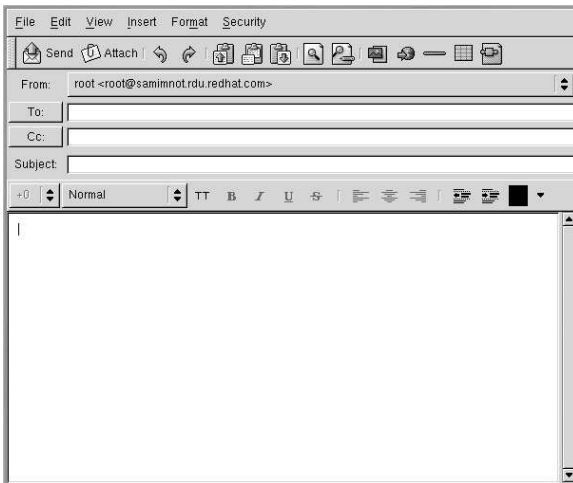 File Edit View Insert Format Security
Send Attach
From: root <root@samimnot.rdu.redhat.com>
To:
Cc:
Subject:
+0 Normal TT B I U S